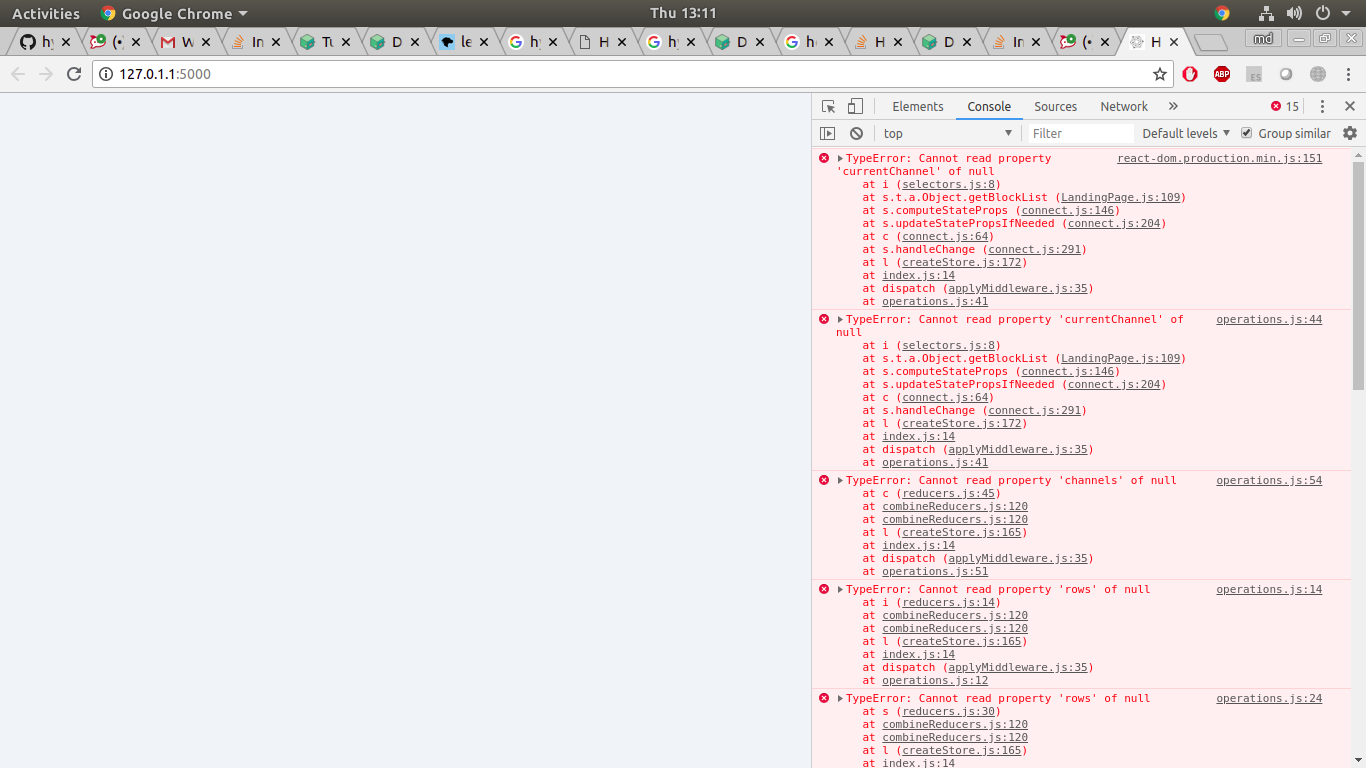 Activities Google Chrome Thu 13:11
hy (• W In Tu D le hy H hy D he H D In (• H md
127.0.1.1:5000 ABP ES
Elements Console Sources Network » 15
top Filter Default levels Group similar
TypeError: Cannot read property react-dom.production.min.js:151
'currentChannel' of null
at i (selectors.js:8)
at s.t.a.Object.getBlockList (LandingPage.js:109)
at s.computeStateProps (connect.js:146)
at s.updateStatePropsIfNeeded (connect.js:204)
at c (connect.js:64)
at s.handleChange (connect.js:291)
at l (createStore.js:172)
at index.js:14
at dispatch (applyMiddleware.js:35)
at operations.js:41
TypeError: Cannot read property 'currentChannel' of operations.js:44
null
at i (selectors.js:8)
at s.t.a.Object.getBlockList (LandingPage.js:109)
at s.computeStateProps (connect.js:146)
at s.updateStatePropsIfNeeded (connect.js:204)
at c (connect.js:64)
at s.handleChange (connect.js:291)
at l (createStore.js:172)
at index.js:14
at dispatch (applyMiddleware.js:35)
at operations.js:41
TypeError: Cannot read property 'channels' of null operations.js:54
at c (reducers.js:45)
at combineReducers.js:120
at combineReducers.js:120
at l (createStore.js:165)
at index.js:14
at dispatch (applyMiddleware.js:35)
at operations.js:51
TypeError: Cannot read property 'rows' of null operations.js:14
at i (reducers.js:14)
at combineReducers.js:120
at combineReducers.js:120
at l (createStore.js:165)
at index.js:14
at dispatch (applyMiddleware.js:35)
at operations.js:12
TypeError: Cannot read property 'rows' of null operations.js:24
at s (reducers.js:30)
at combineReducers.js:120
at combineReducers.js:120
at l (createStore.js:165)
at index.js:14